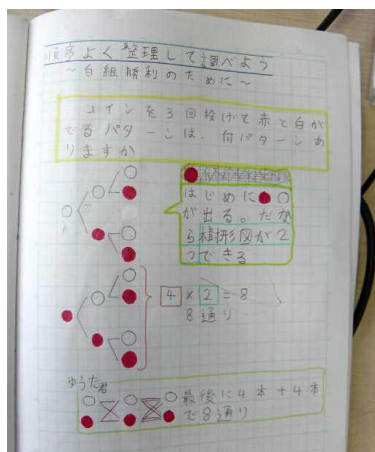 順序よく整理して調べよう
〜白組勝利のために〜
コインを3回投げて赤と白が
でるパターンは、何パターンあ
りますか
はじめに●○
が出る。だか
ら樹形図が2
つできる
4×2=8
8通り
ゆうた君
最後に4本+4本
で8通り